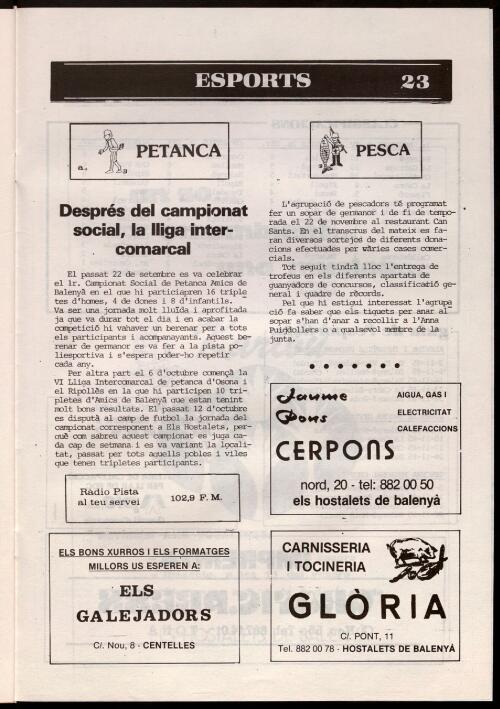 ESPORTS 23
PETANCA
Després del campionat
social, la lliga inter-
comarcal
El passat 22 de setembre es va celebrar
el 1r. Campionat Social de Petanca Amics de
Balenyà en el que hi participaren 16 triple
tes d'homes, 4 de dones i 8 d'infantils.
Va ser una jornada molt lluïda i aprofitada
ja que va durar tot el dia i en acabar la
competició hi vahaver un berenar per a tots
els participants i acompanyants. Aquest be-
renar de germanor es va fer a la pista po-
liesportiva i s'espera poder-ho repetir
cada any.
Per altra part el 6 d'octubre començà la
VI Lliga Intercomarcal de petanca d'Osona i
el Ripollès en la que hi participen 10 tri-
pletes d'Amics de Balenyà que estan tenint
molt bons resultats. El passat 12 d'octubre
es disputà al camp de futbol la jornada del
campionat corresponent a Els Hostalets, per-
què com sabreu aquest campionat es juga ca-
da cap de setmana i es va variant la locali-
tat, passat per tots aquells pobles i viles
que tenen tripletes participants.
Ràdio Pista
al teu servei
102,9 F. M.
ELS BONS XURROS I ELS FORMATGES
MILLORS US ESPEREN A:
ELS
GALEJADORS
C/. Nou, 8 - CENTELLES
PESCA
L'agrupació de pescadors té programat
fer un sopar de germanor i de fi de tempo-
rada el 22 de novembre al restaurant Can
Sants. En el transcrus del mateix es fa-
ran diversos sortejos de diferents dona-
cions efectuades per vàries cases comer-
cials.
Tot seguit tindrà lloc l'entrega de
trofeus en els diferents apartats de
guanyadors de concursos, classificatió ge-
neral i quadre de rècords.
Pel que hi estigui interessat l'agrupa
ció fa saber que els tiquets per anar al
sopar s'han d'anar a recollir a l'Anna
Puigdollers o a qualsevol membre de la
junta.
Jaume
Pons
AIGUA, GAS I
ELECTRICITAT
CALEFACCIONS
CERPONS
nord, 20 - tel: 882 00 50
els hostalets de balenyà
CARNISSERIA
I TOCINERIA
GLÒRIA
C/. PONT, 11
Tel. 882 00 78 - HOSTALETS DE BALENYÀ